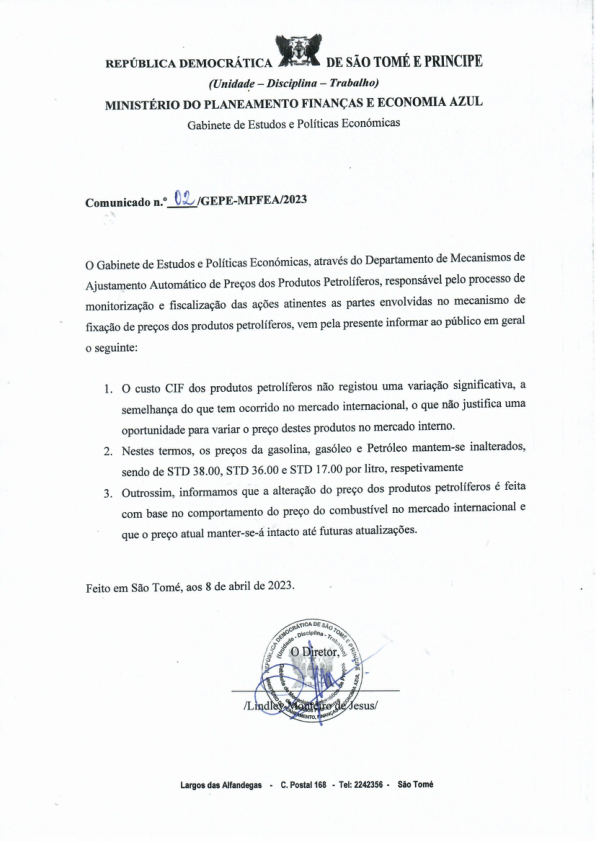 REPÚBLICA DEMOCRÁTICA DE SÃO TOMÉ E PRINCIPE
(Unidade – Disciplina – Trabalho)
MINISTÉRIO DO PLANEAMENTO FINANÇAS E ECONOMIA AZUL
Gabinete de Estudos e Políticas Económicas
Comunicado n.º 02 /GEPE-MPFEA/2023
O Gabinete de Estudos e Políticas Económicas, através do Departamento de Mecanismos de
Ajustamento Automático de Preços dos Produtos Petrolíferos, responsável pelo processo de
monitorização e fiscalização das ações atinentes as partes envolvidas no mecanismo de
fixação de preços dos produtos petrolíferos, vem pela presente informar ao público em geral
o seguinte:
1. O custo CIF dos produtos petrolíferos não registou uma variação significativa, a
semelhança do que tem ocorrido no mercado internacional, o que não justifica uma
oportunidade para variar o preço destes produtos no mercado interno.
2. Nestes termos, os preços da gasolina, gasóleo e Petróleo mantem-se inalterados,
sendo de STD 38.00, STD 36.00 e STD 17.00 por litro, respetivamente
3. Outrossim, informamos que a alteração do preço dos produtos petrolíferos é feita
com base no comportamento do preço do combustível no mercado internacional e
que o preço atual manter-se-á intacto até futuras atualizações.
Feito em São Tomé, aos 8 de abril de 2023.
REPÚBLICA DEMOCRÁTICA DE SÃO TOMÉ E PRÍNCIPE
(Unidade - Disciplina - Trabalho)
O Diretor,
/Lindley Monteiro de Jesus/
Largos das Alfandegas - C. Postal 168 - Tel: 2242356 - São Tomé